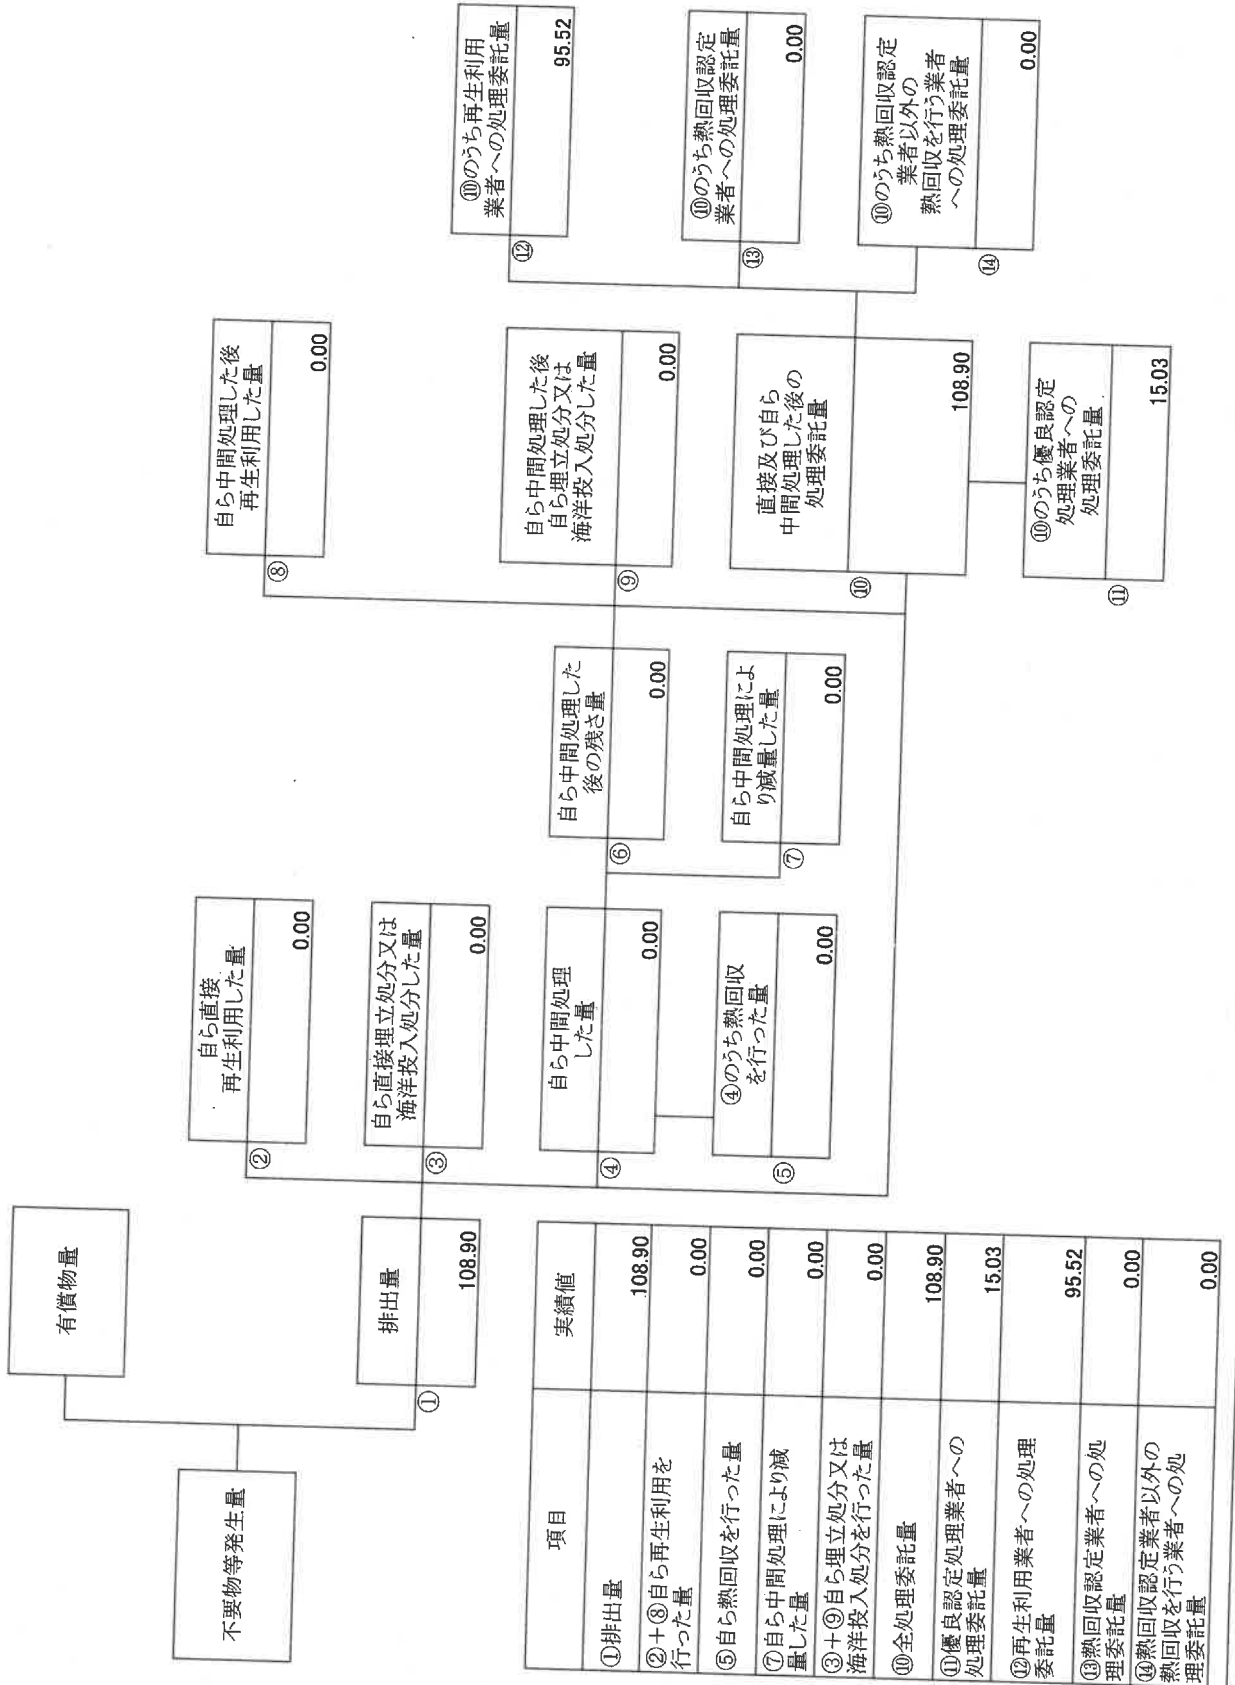 有償物量
不要物等発生量
排出量
①
108.90
自ら直接
再生利用した量
②
0.00
自ら直接埋立処分又は
海洋投入処分した量
③
0.00
自ら中間処理
した量
④
0.00
④のうち熱回収
を行った量
⑤
0.00
自ら中間処理した
後の残さ量
⑥
0.00
自ら中間処理によ
り減量した量
⑦
0.00
自ら中間処理した後
再生利用した量
⑧
0.00
自ら中間処理した後
自ら埋立処分又は
海洋投入処分した量
⑨
0.00
直接及び自ら
中間処理した後の
処理委託量
⑩
108.90
⑩のうち優良認定
処理業者への
処理委託量
⑪
15.03
⑩のうち再生利用
業者への処理委託量
⑫
95.52
⑩のうち熱回収認定
業者への処理委託量
⑬
0.00
⑩のうち熱回収認定
業者以外の
熱回収を行う業者
への処理委託量
⑭
0.00
項目 実績値
①排出量 108.90
②+⑧自ら再生利用を
行った量 0.00
⑤自ら熱回収を行った量 0.00
⑦自ら中間処理により減
量した量 0.00
③+⑨自ら埋立処分又は
海洋投入処分を行った量 0.00
⑩全処理委託量 108.90
⑪優良認定処理業者への
処理委託量 15.03
⑫再生利用業者への処理
委託量 95.52
⑬熱回収認定業者への処
理委託量 0.00
⑭熱回収認定業者以外の
熱回収を行う業者への処
理委託量 0.00